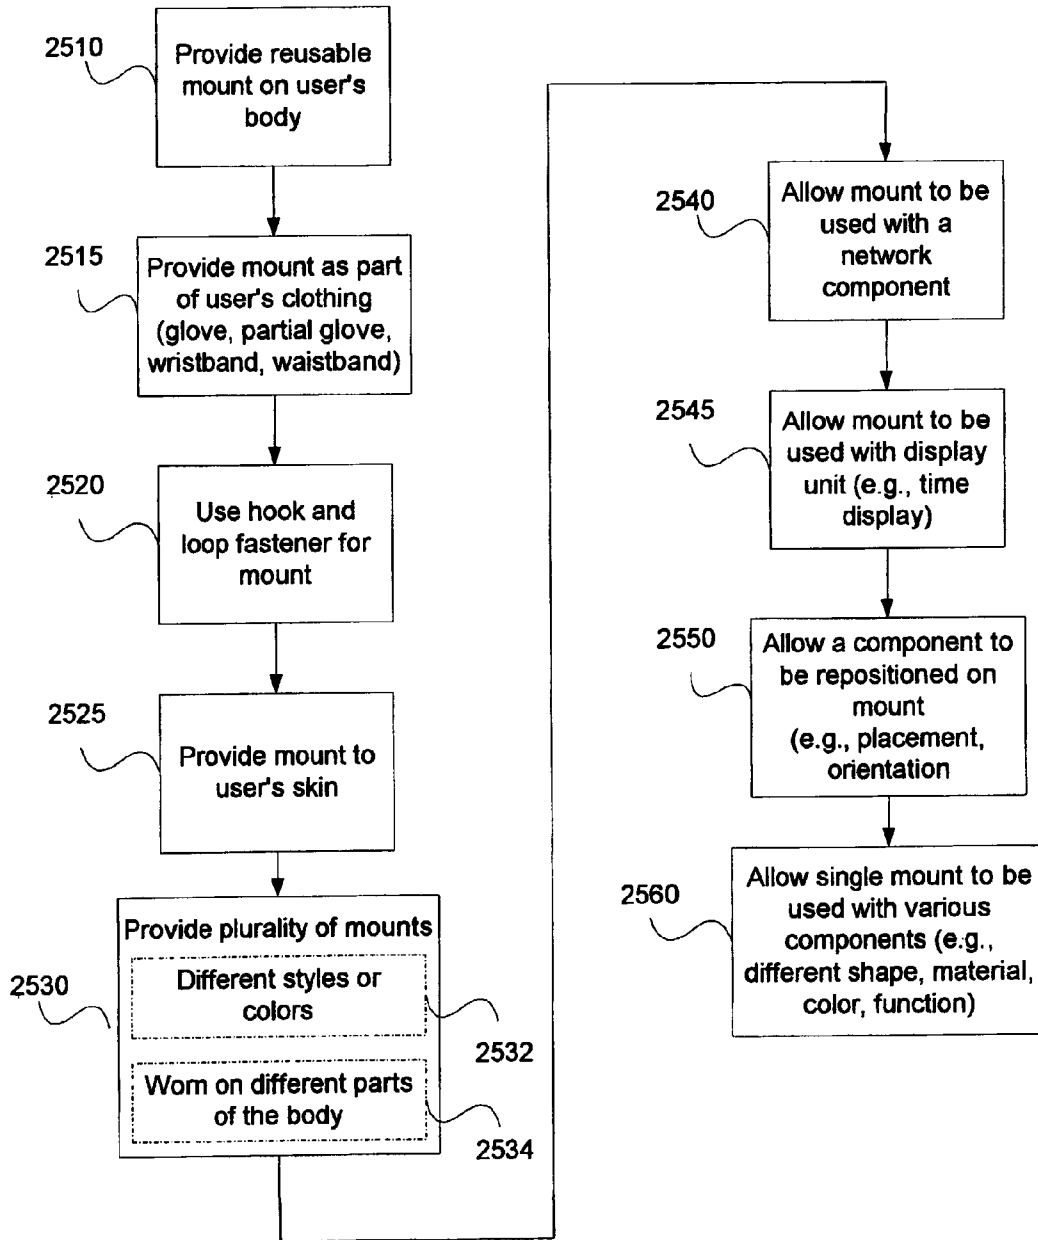 2510
Provide reusable
mount on user's
body
2515
Provide mount as part
of user's clothing
(glove, partial glove,
wristband, waistband)
2520
Use hook and
loop fastener for
mount
2525
Provide mount to
user's skin
2530
Provide plurality of mounts
Different styles or
colors
2532
Worn on different parts
of the body
2534
2540
Allow mount to be
used with a
network
component
2545
Allow mount to be
used with display
unit (e.g., time
display)
2550
Allow a component to
be repositioned on
mount
(e.g., placement,
orientation
2560
Allow single mount to be
used with various
components (e.g.,
different shape, material,
color, function)